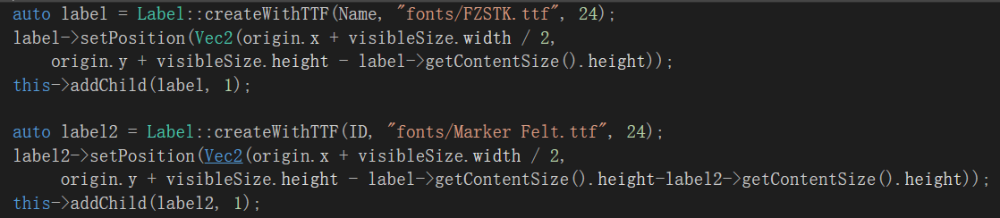 auto label = Label::createWithTTF(Name, "fonts/FZSTK.ttf", 24);
label->setPosition(Vec2(origin.x + visibleSize.width / 2,
    origin.y + visibleSize.height - label->getContentSize().height));
this->addChild(label, 1);

auto label2 = Label::createWithTTF(ID, "fonts/Marker Felt.ttf", 24);
label2->setPosition(Vec2(origin.x + visibleSize.width / 2,
     origin.y + visibleSize.height - label->getContentSize().height-label2->getContentSize().height));
this->addChild(label2, 1);